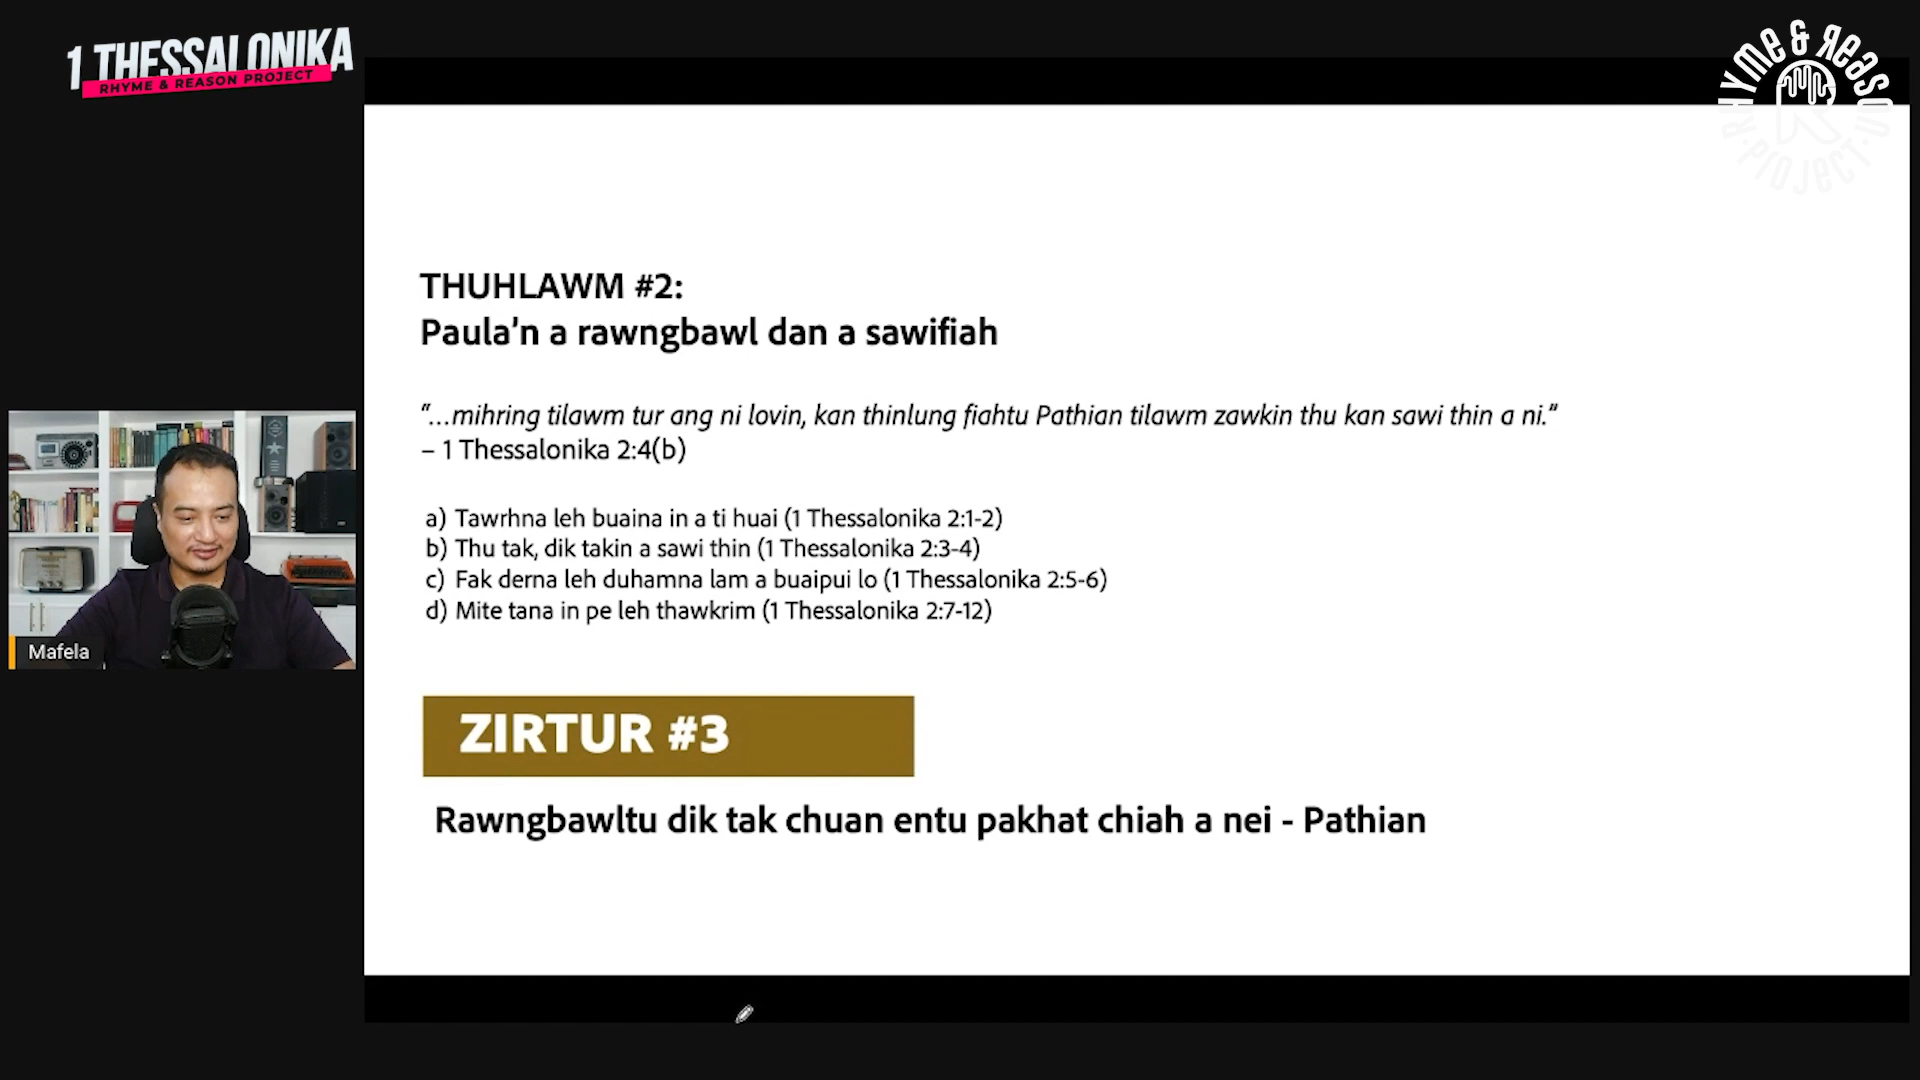 1 THESSALONIKA
RHYME & REASON PROJECT
RHYME & REASON
PROJECT
THUHLAWM #2:
Paula’n a rawngbawl dan a sawifiah
“...mihring tilawm tur ang ni lovin, kan thinlung fiahtu Pathian tilawm zawkin thu kan sawi thin a ni.”
– 1 Thessalonika 2:4(b)
a) Tawrhna leh buaina in a ti huai (1 Thessalonika 2:1-2)
b) Thu tak, dik takin a sawi thin (1 Thessalonika 2:3-4)
c) Fak derna leh duhamna lam a buaipui lo (1 Thessalonika 2:5-6)
d) Mite tana in pe leh thawkrim (1 Thessalonika 2:7-12)
Mafela
ZIRTUR #3
Rawngbawltu dik tak chuan entu pakhat chiah a nei - Pathian